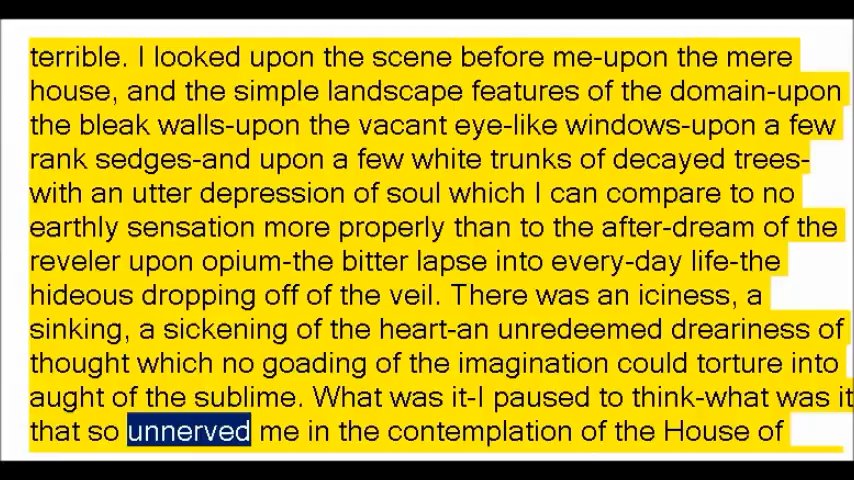 terrible. I looked upon the scene before me-upon the mere
house, and the simple landscape features of the domain-upon
the bleak walls-upon the vacant eye-like windows-upon a few
rank sedges-and upon a few white trunks of decayed trees-
with an utter depression of soul which I can compare to no
earthly sensation more properly than to the after-dream of the
reveler upon opium-the bitter lapse into every-day life-the
hideous dropping off of the veil. There was an iciness, a
sinking, a sickening of the heart-an unredeemed dreariness of
thought which no goading of the imagination could torture into
aught of the sublime. What was it-I paused to think-what was it
that so unnerved me in the contemplation of the House of